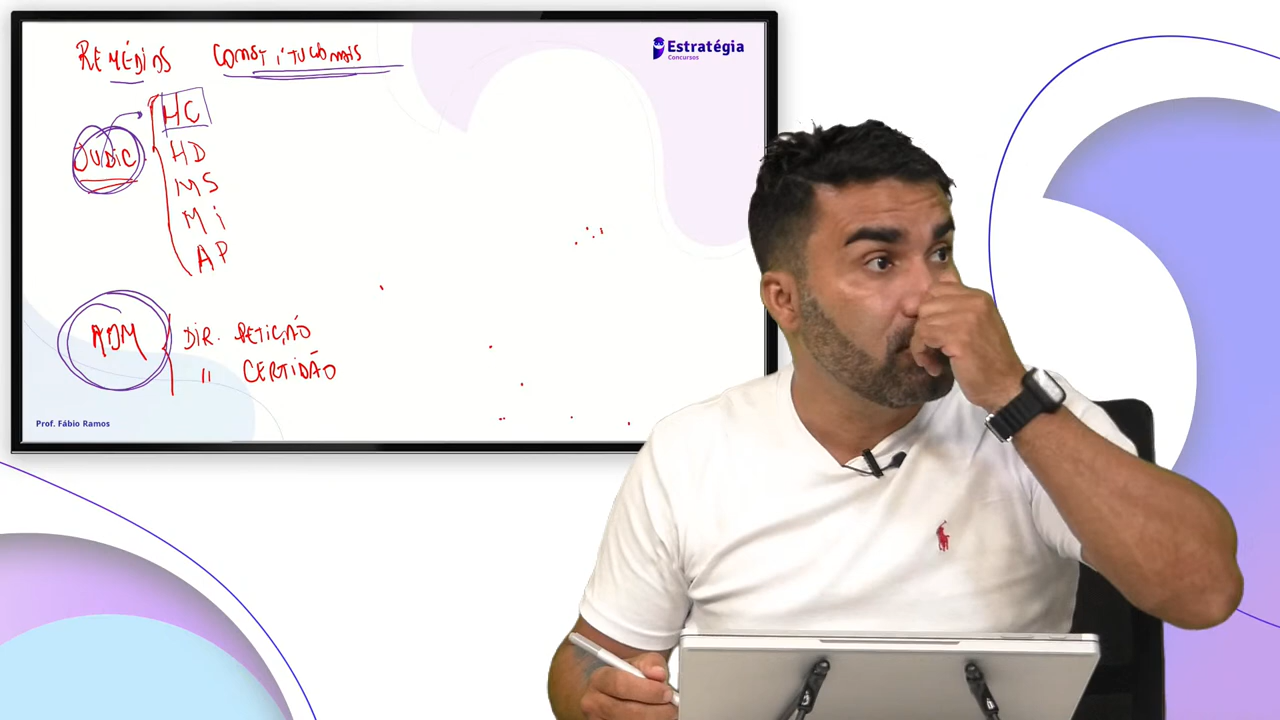 REMÉDIOS CONSTITUCIONAIS
Estratégia
Concursos
JUDIC
HC
HD
MS
Mi
AP
ADM
DIR. PETIÇÃO
" CERTIDÃO
Prof. Fábio Ramos